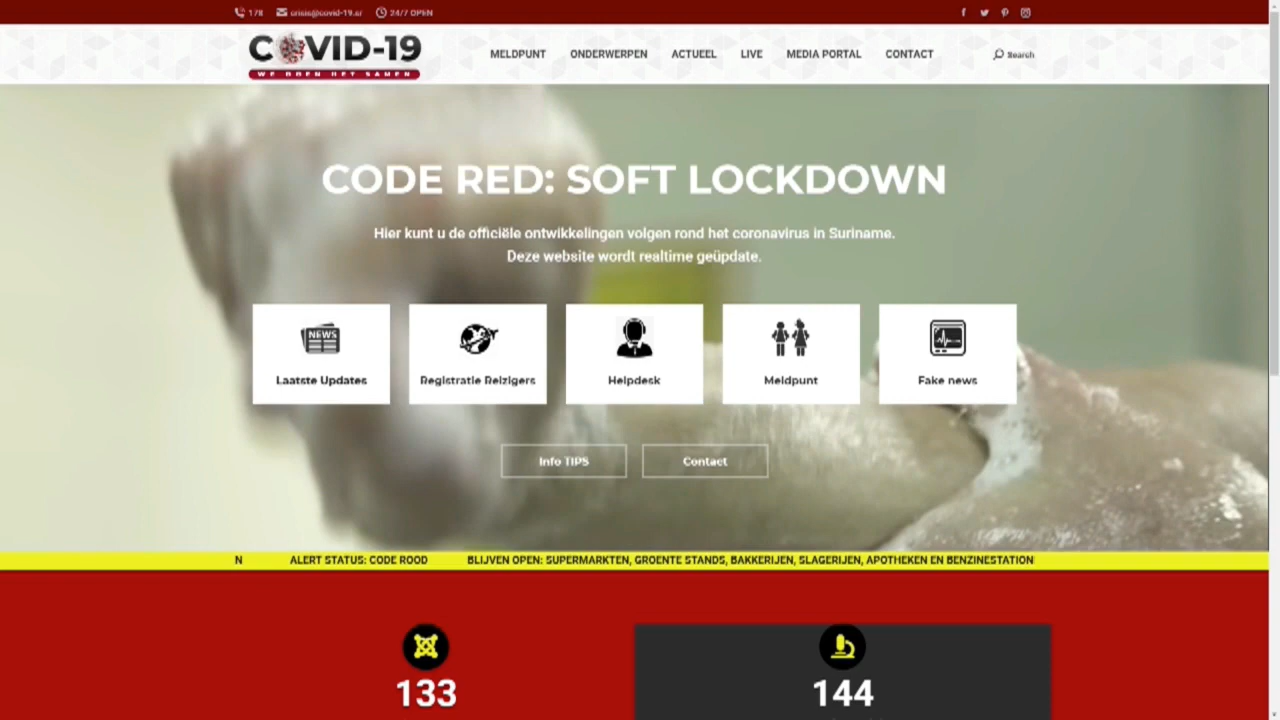 178 crisis@covid-19.sr 24/7 OPEN
COVID-19
WE DOEN HET SAMEN
MELDPUNT ONDERWERPEN ACTUEEL LIVE MEDIA PORTAL CONTACT Search
CODE RED: SOFT LOCKDOWN
Hier kunt u de officiële ontwikkelingen volgen rond het coronavirus in Suriname.
Deze website wordt realtime geüpdate.
NEWS
Laatste Updates Registratie Reizigers Helpdesk Meldpunt Fake news
Info TIPS Contact
N ALERT STATUS: CODE ROOD BLIJVEN OPEN: SUPERMARKTEN, GROENTE STANDS, BAKKERIJEN, SLAGERIJEN, APOTHEKEN EN BENZINESTATION
133 144